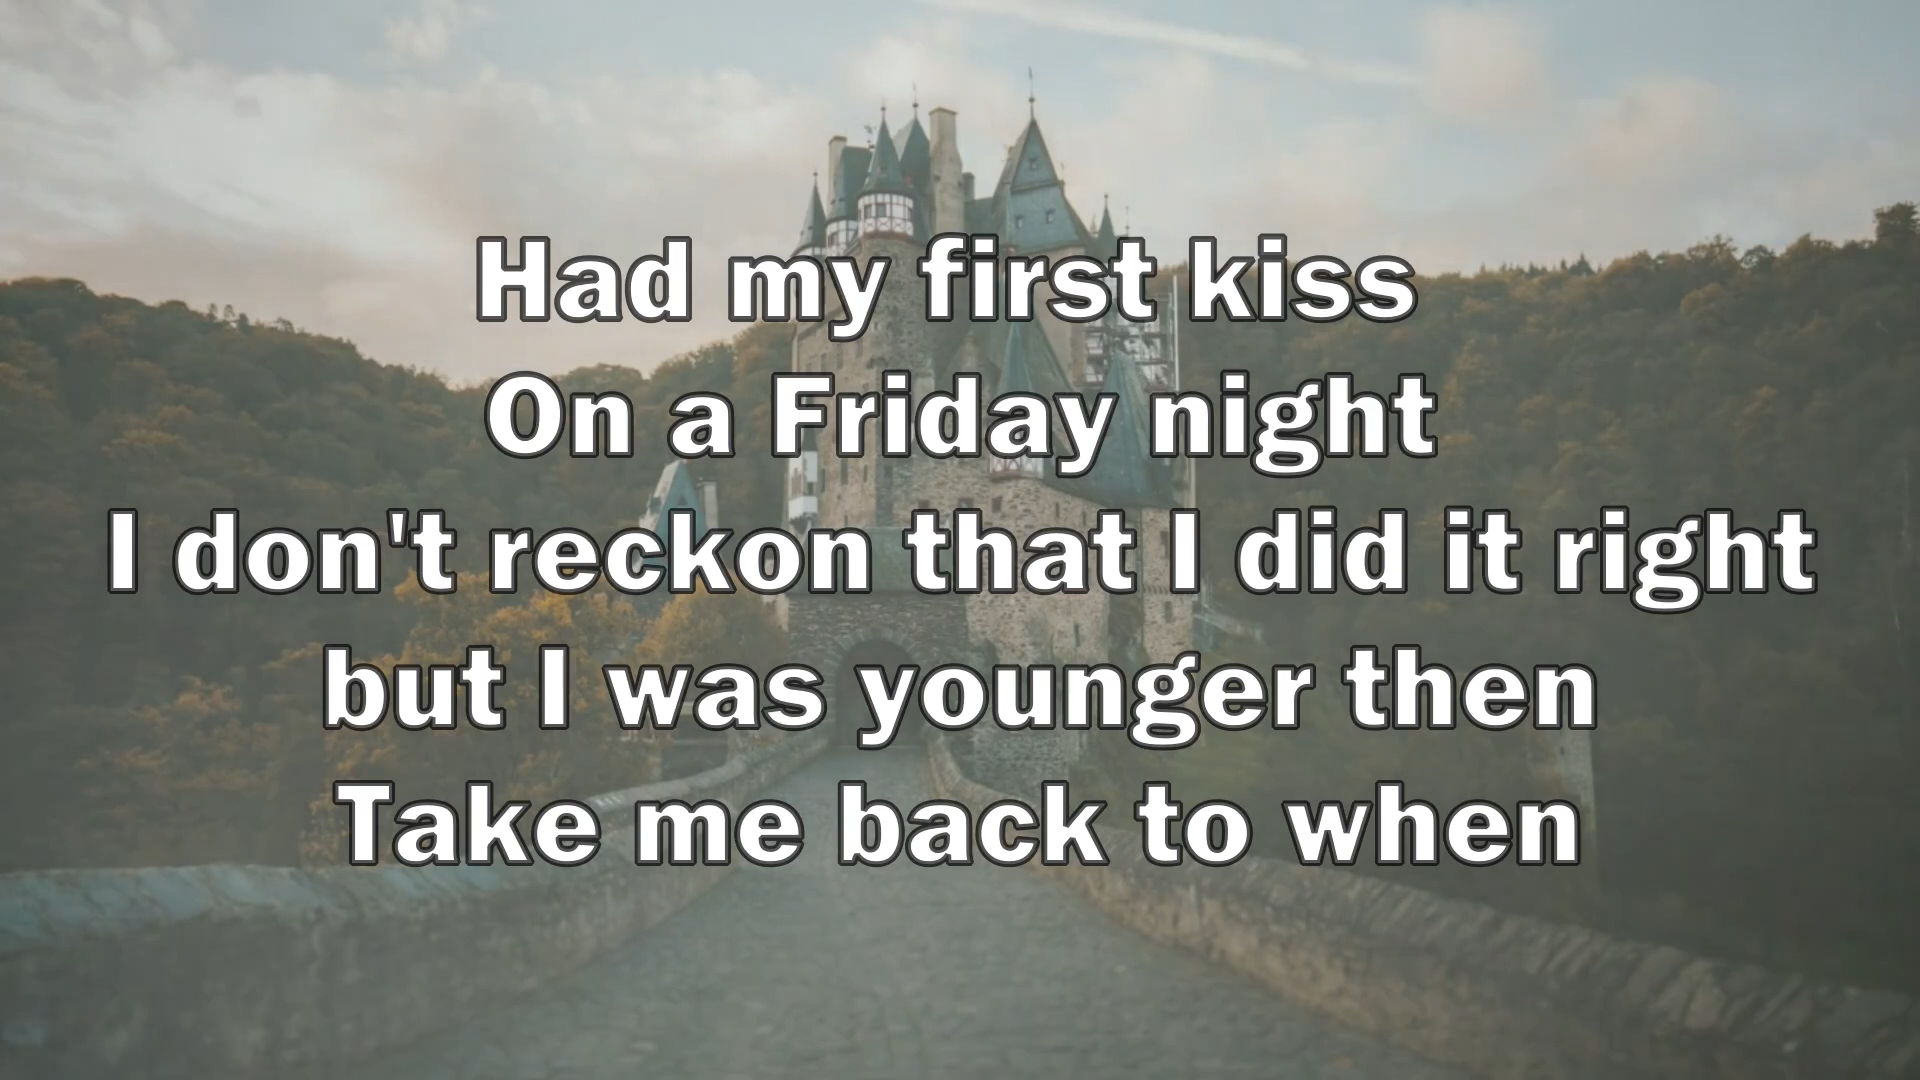 Had my first kiss
On a Friday night
I don't reckon that I did it right
but I was younger then
Take me back to when